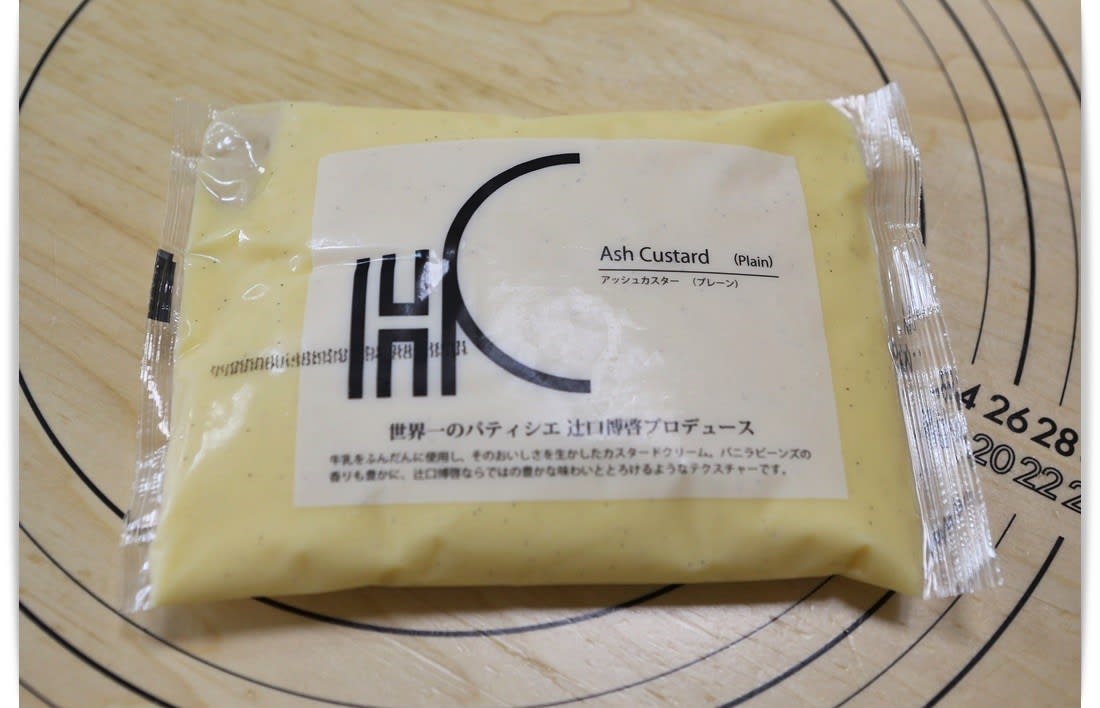 Ash Custard (Plain)
アッシュカスター （プレーン）
世界一のパティシエ 辻口博啓プロデュース
牛乳をふんだんに使用し、そのおいしさを生かしたカスタードクリーム。バニラビーンズの
香りも豊かに、辻口博啓ならではの豊かな味わいととろけるようなテクスチャーです。
26 28
20 22